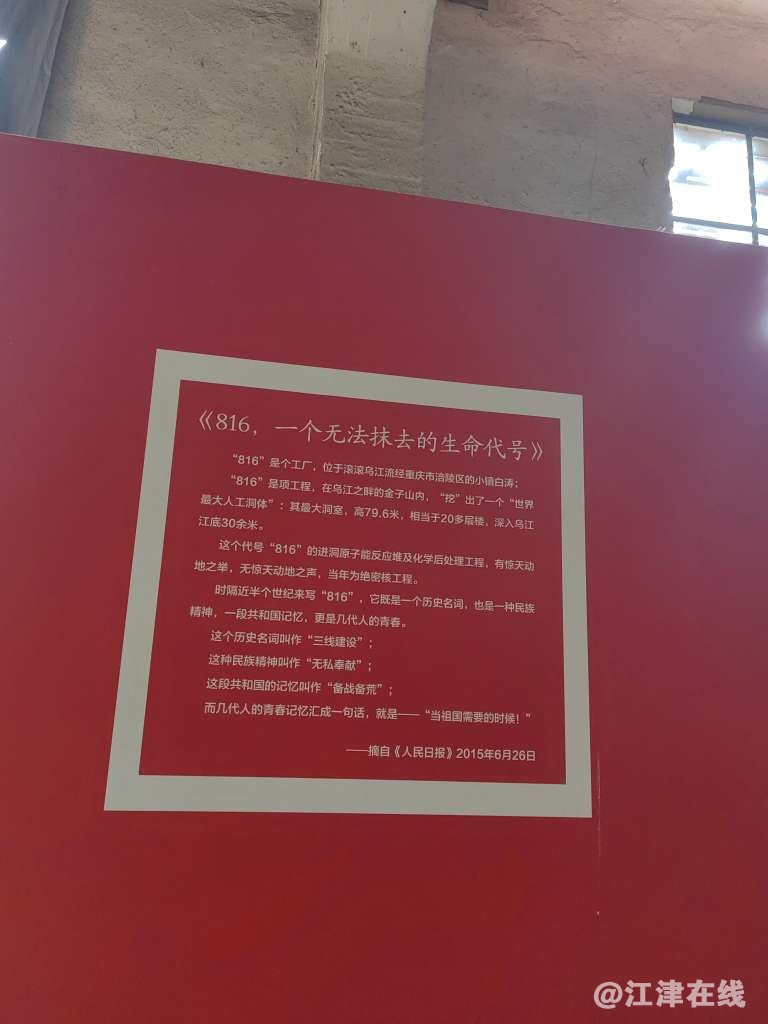 《816，一个无法抹去的生命代号》
“816”是个工厂，位于滚滚乌江流经重庆市涪陵区的小镇白涛；
“816”是项工程，在乌江之畔的金子山内，“挖”出了一个“世界
最大人工洞体”：其最大洞室，高79.6米，相当于20多层楼，深入乌江
江底30余米。
这个代号“816”的进洞原子能反应堆及化学后处理工程，有惊天动
地之举，无惊天动地之声，当年为绝密核工程。
时隔近半个世纪来写“816”，它既是一个历史名词，也是一种民族
精神，一段共和国记忆，更是几代人的青春。
这个历史名词叫作“三线建设”；
这种民族精神叫作“无私奉献”；
这段共和国的记忆叫作“备战备荒”；
而几代人的青春记忆汇成一句话，就是——“当祖国需要的时候！”
——摘自《人民日报》2015年6月26日
@江津在线